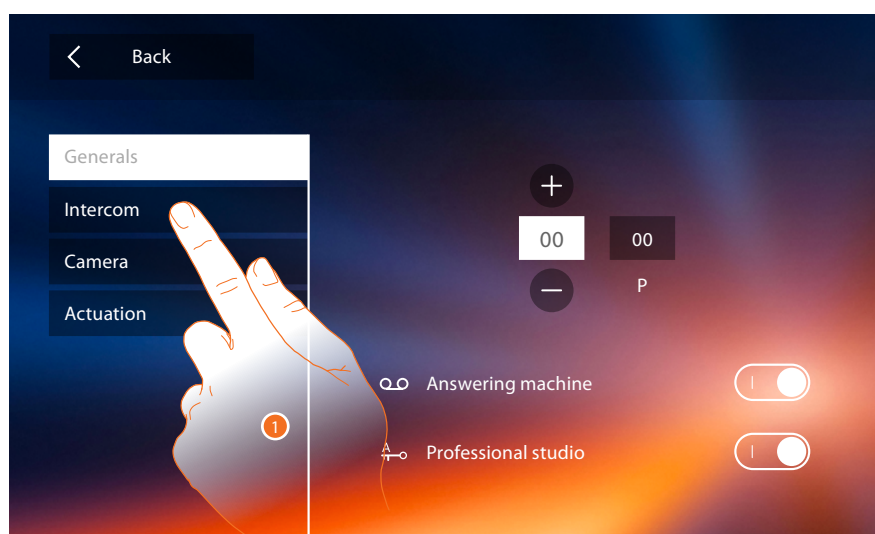 Back
Generals
Intercom
Camera
Actuation
00
00
P
Answering machine
A
Professional studio
1